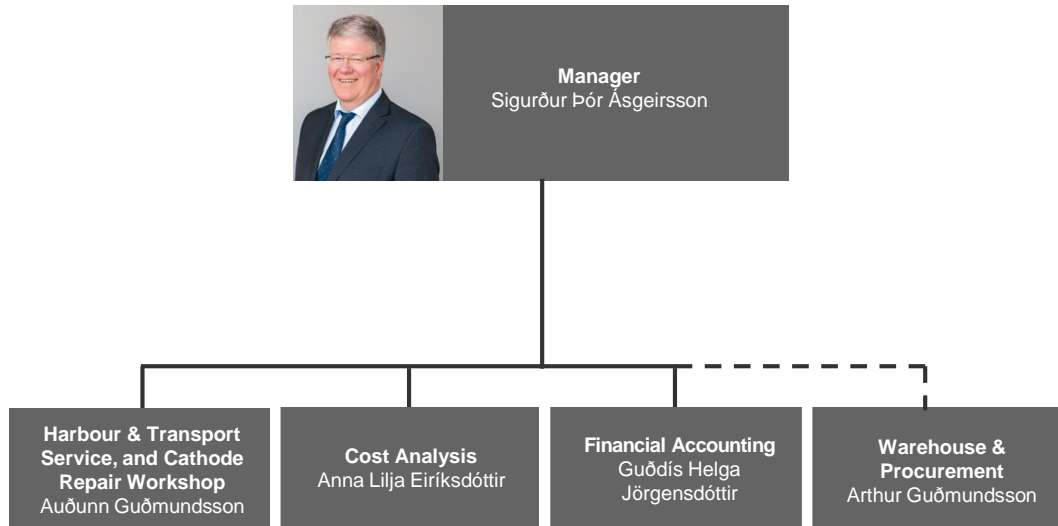 Manager
Sigurður Þór Ásgeirsson
Harbour & Transport
Service, and Cathode
Repair Workshop
Auðunn Guðmundsson
Cost Analysis
Anna Lilja Eiríksdóttir
Financial Accounting
Guðdís Helga
Jörgensdóttir
Warehouse &
Procurement
Arthur Guðmundsson